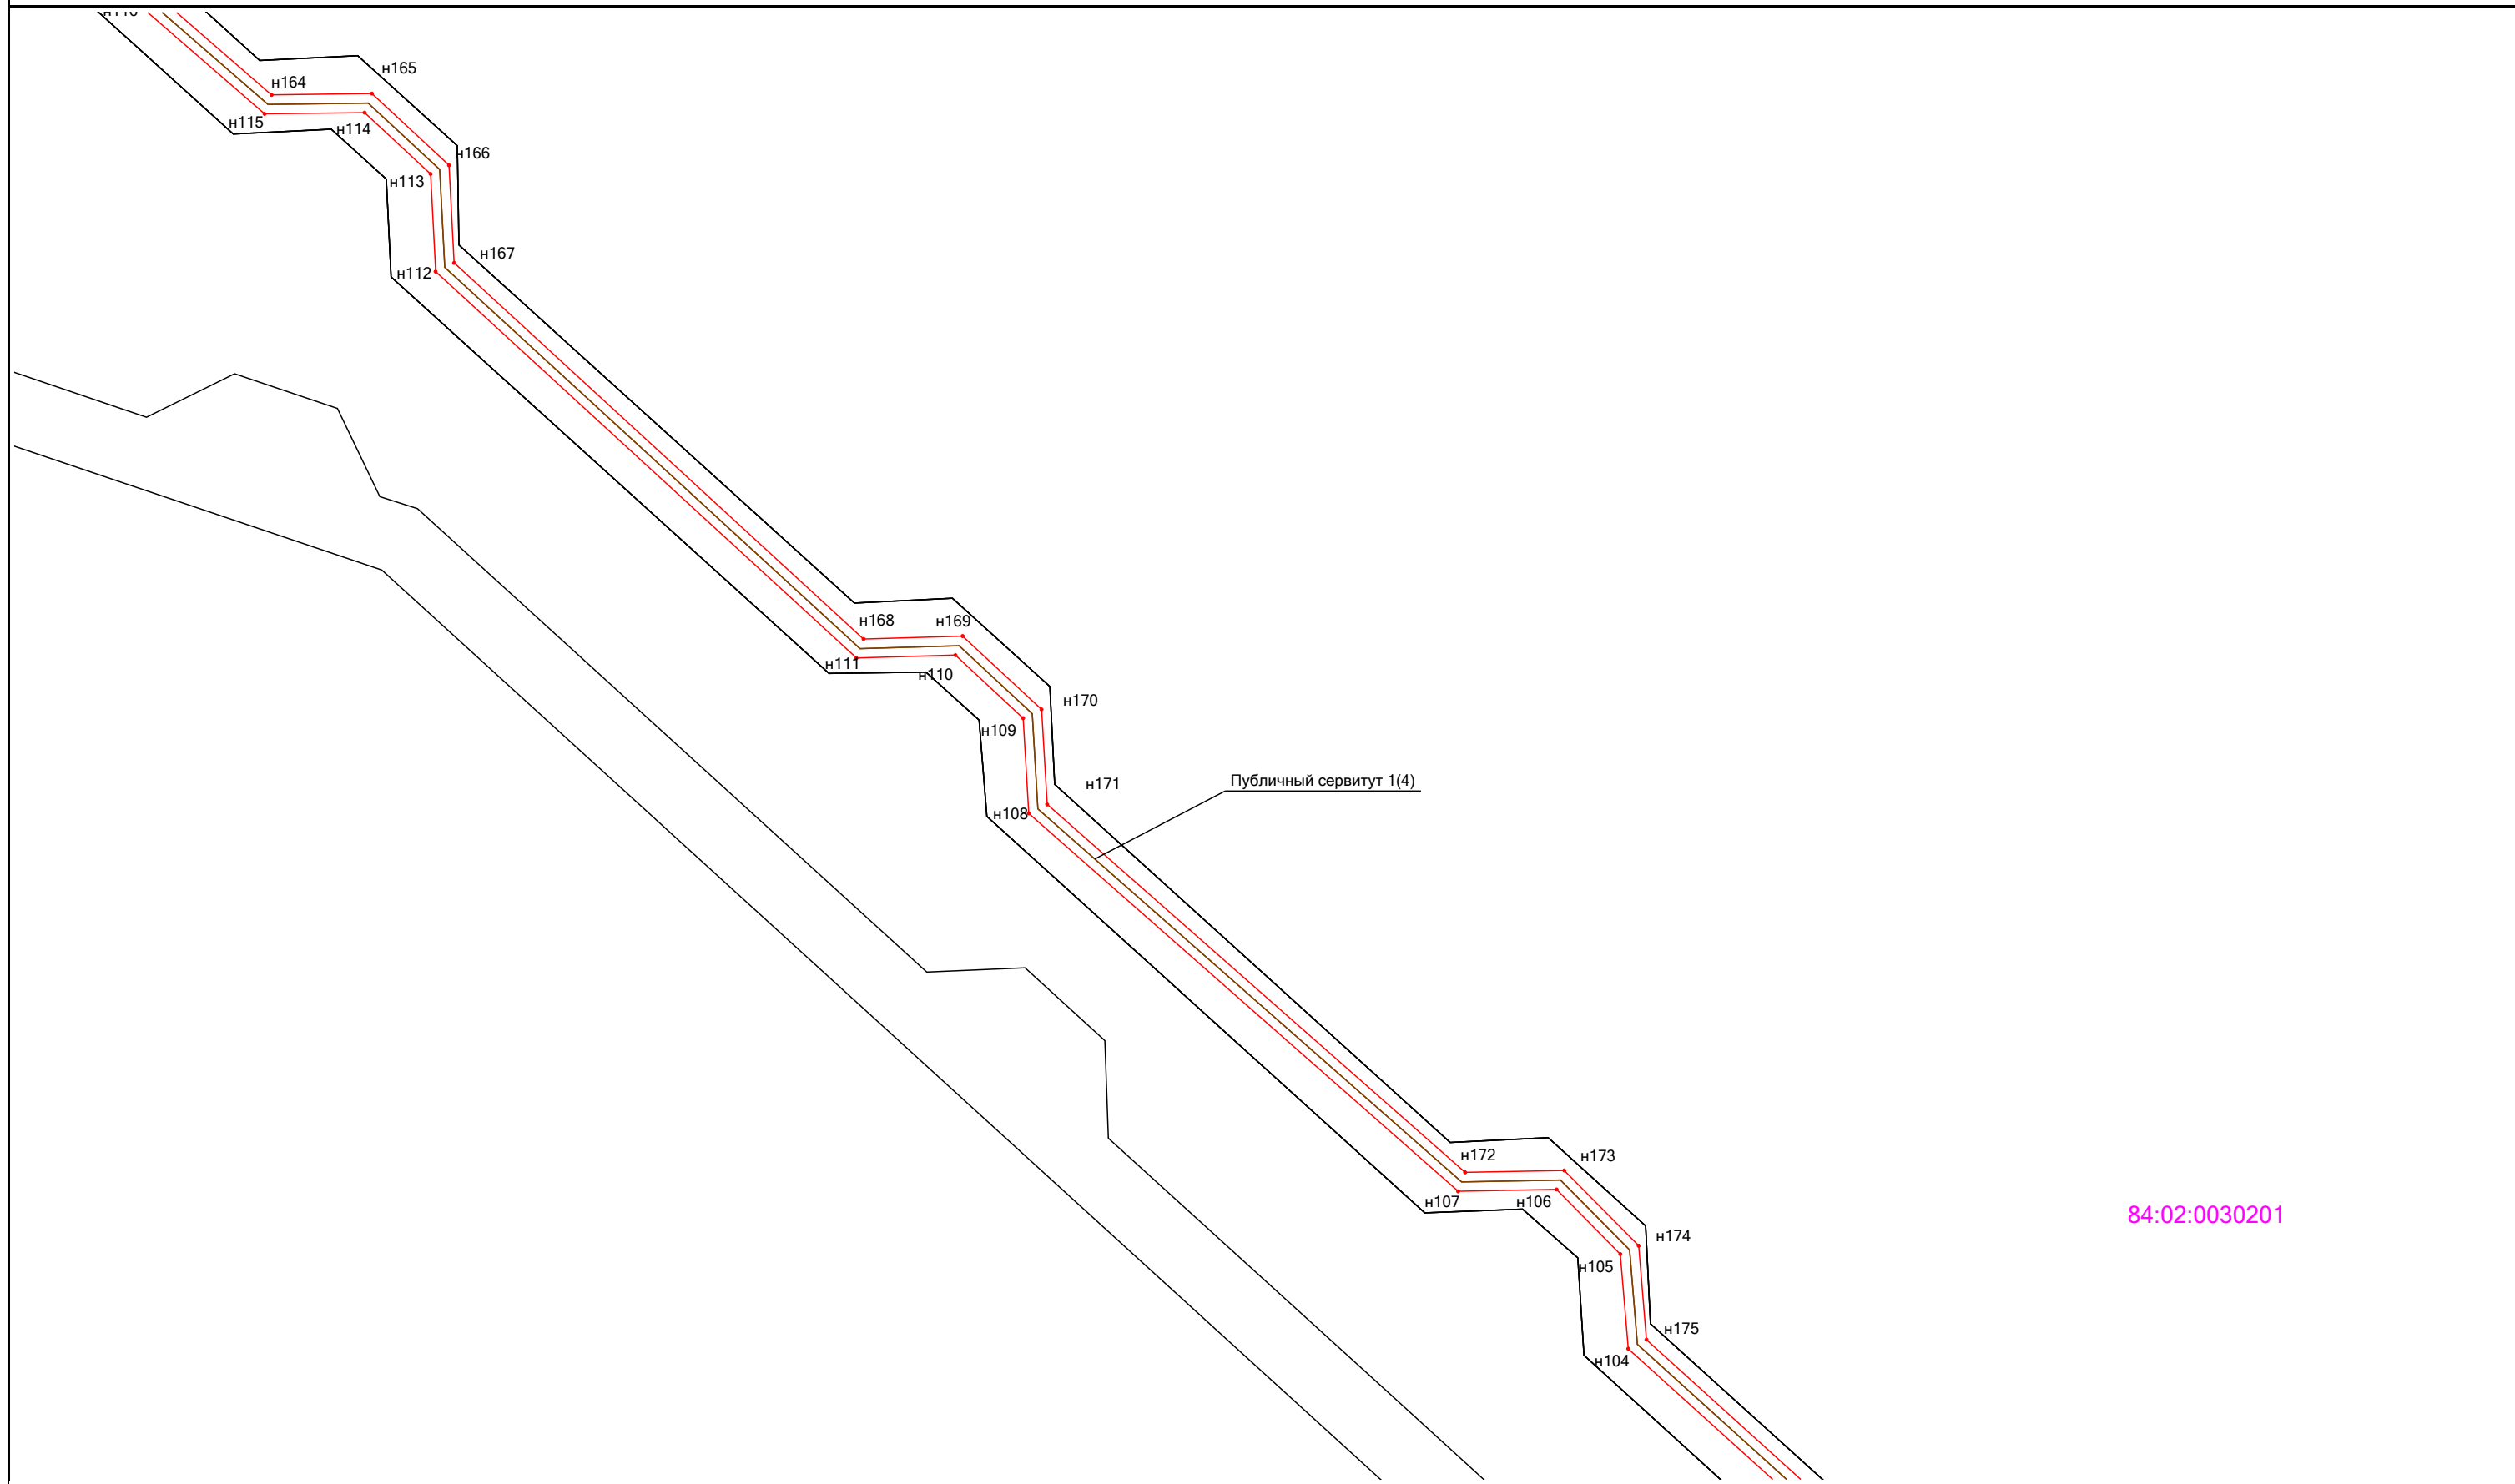 н165
н164
н115
н114
н166
н113
н167
н112
н168
н169
н111
н110
н170
н109
Публичный сервитут 1(4)
н171
н108
н172
н173
н107
н106
84:02:0030201
н174
н105
н175
н104